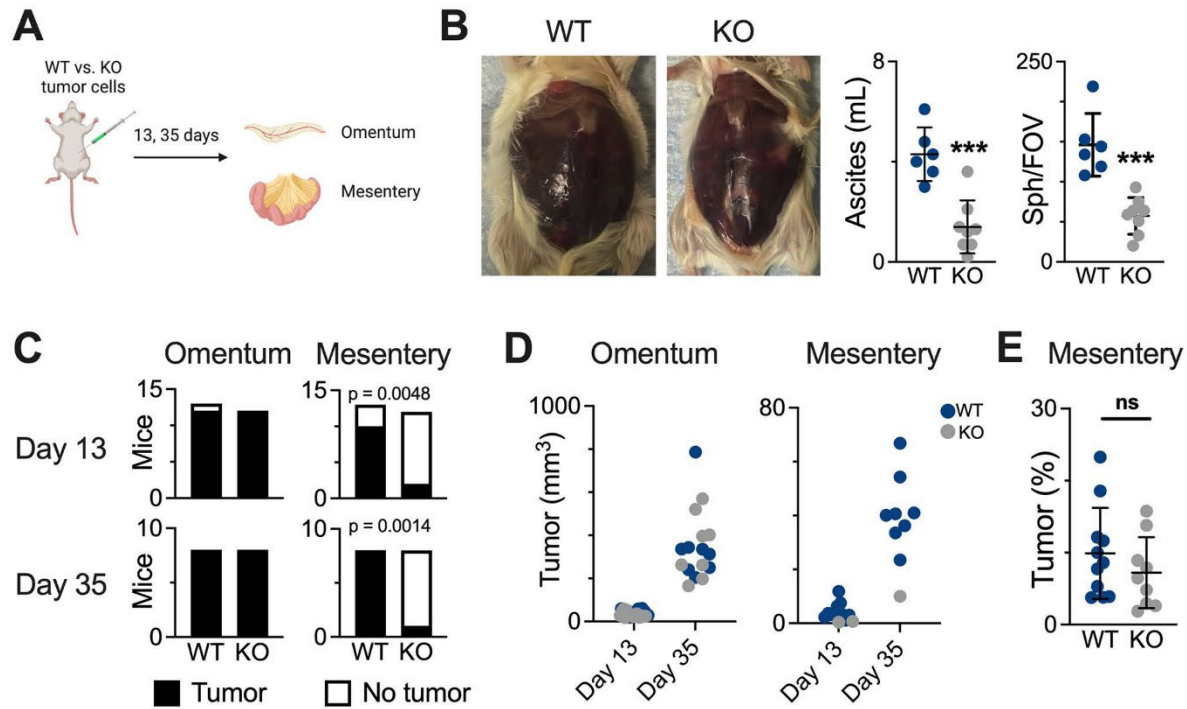 A
WT vs. KO
tumor cells
13, 35 days
Omentum
Mesentery
B
WT
KO
Ascites (mL)
8
0
***
WT KO
Sph/FOV
250
0
***
WT KO
C
Omentum
Mesentery
Day 13
Mice
15
0
p = 0.0048
15
0
Day 35
Mice
10
0
p = 0.0014
10
0
WT KO
WT KO
Tumor
No tumor
D
Omentum
Mesentery
Tumor (mm3)
1000
0
Day 13
Day 35
80
0
Day 13
Day 35
WT
KO
E
Mesentery
Tumor (%)
30
0
ns
WT KO